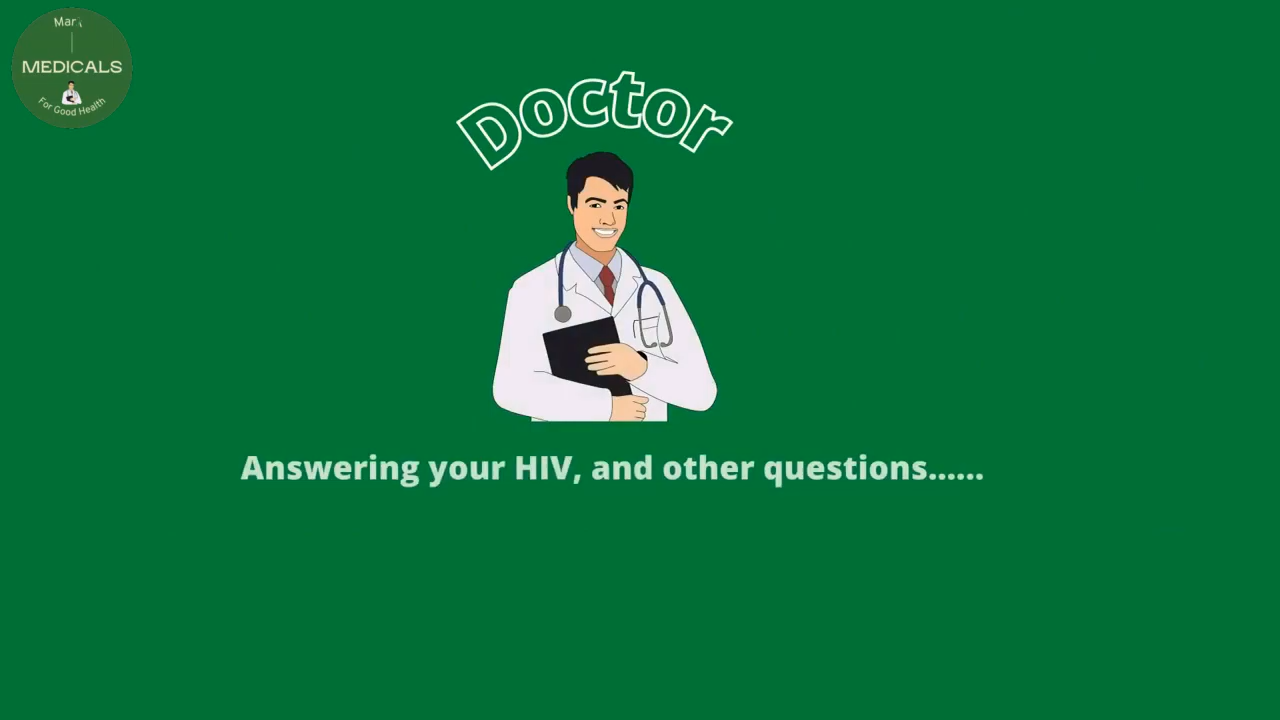 MEDICALS
For Good Health
Doctor
Answering your HIV, and other questions......